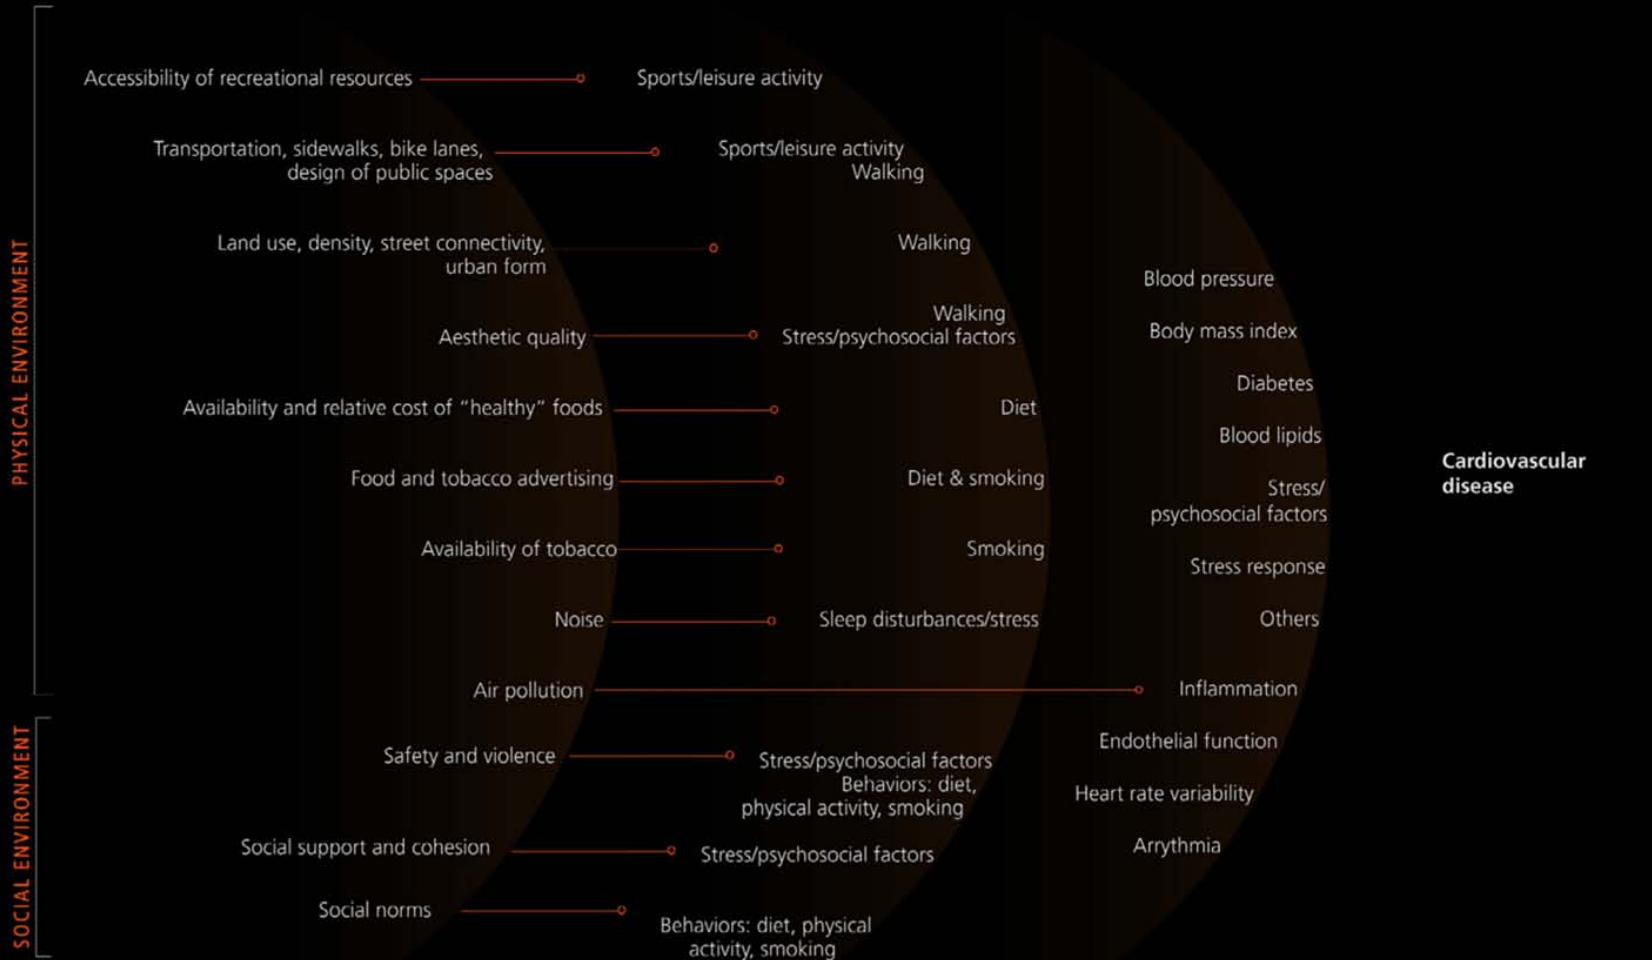 PHYSICAL ENVIRONMENT
Accessibility of recreational resources
Sports/leisure activity
Transportation, sidewalks, bike lanes,
design of public spaces
Sports/leisure activity
Walking
Land use, density, street connectivity,
urban form
Walking
Aesthetic quality
Walking
Stress/psychosocial factors
Availability and relative cost of “healthy” foods
Diet
Food and tobacco advertising
Diet & smoking
Availability of tobacco
Smoking
Noise
Sleep disturbances/stress
Air pollution
SOCIAL ENVIRONMENT
Safety and violence
Stress/psychosocial factors
Behaviors: diet,
physical activity, smoking
Social support and cohesion
Stress/psychosocial factors
Social norms
Behaviors: diet, physical
activity, smoking
Blood pressure
Body mass index
Diabetes
Blood lipids
Stress/
psychosocial factors
Stress response
Others
Inflammation
Endothelial function
Heart rate variability
Arrythmia
Cardiovascular
disease